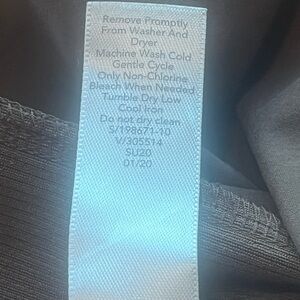 Remove Promptly
From Washer And
Dryer
Machine Wash Cold
Gentle Cycle
Only Non-Chlorine
Bleach When Needed
Tumble Dry Low
Cool Iron
Do not dry clean
S/198671-10
V/305514
SU20
01/20